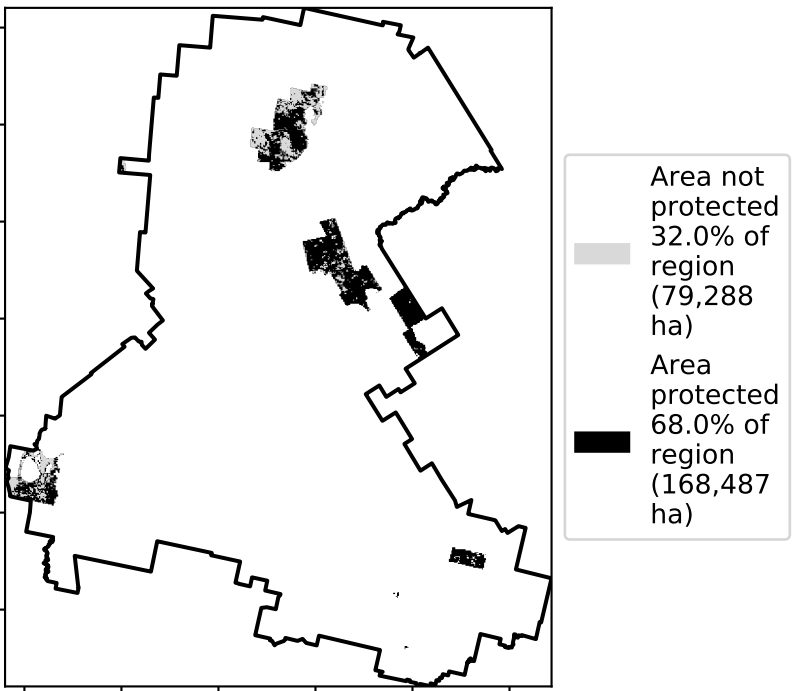 Area not
protected
32.0% of
region
(79,288
ha)
Area
protected
68.0% of
region
(168,487
ha)